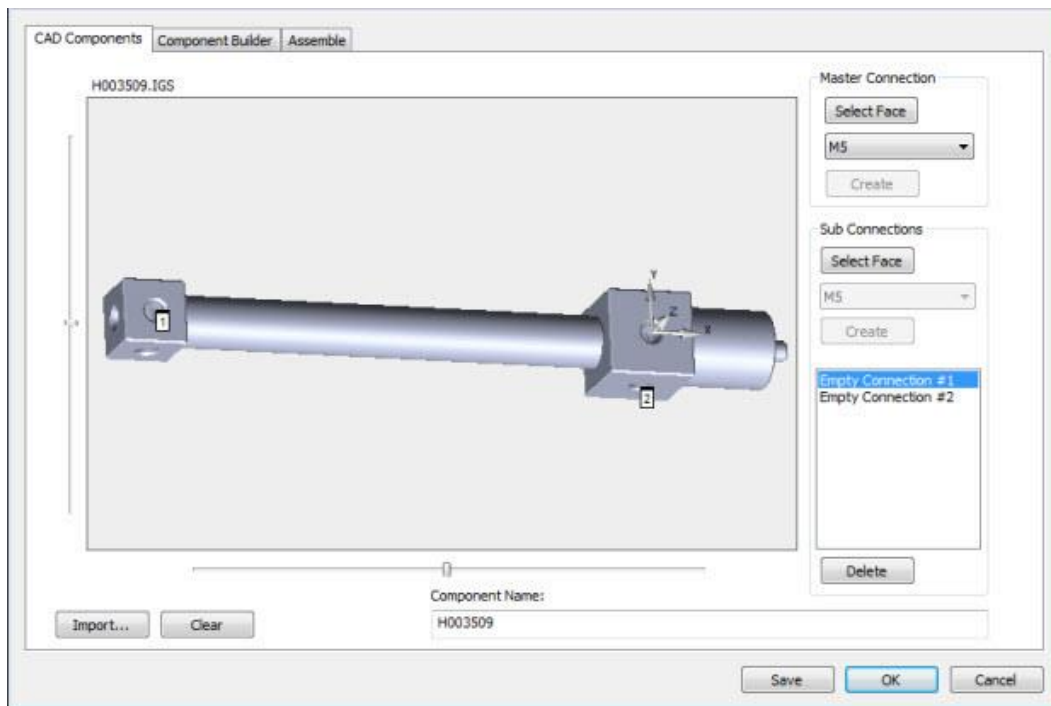 CAD Components Component Builder Assemble
H003509.IGS
Master Connection
Select Face
M5
Create
Sub Connections
Select Face
M5
Create
Y
Z
X
1
2
Empty Connection #1
Empty Connection #2
Delete
Component Name:
H003509
Import... Clear
Save OK Cancel